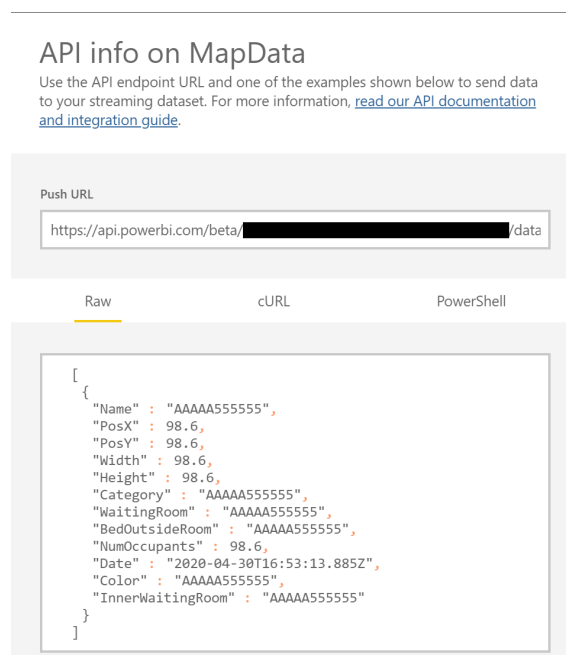 API info on MapData
Use the API endpoint URL and one of the examples shown below to send data
to your streaming dataset. For more information, read our API documentation
and integration guide.
Push URL
https://api.powerbi.com/beta/ /data
Raw cURL PowerShell
[
{
"Name" : "AAAAA555555",
"PosX" : 98.6,
"PosY" : 98.6,
"Width" : 98.6,
"Height" : 98.6,
"Category" : "AAAAA555555",
"WaitingRoom" : "AAAAA555555",
"BedOutsideRoom" : "AAAAA555555",
"NumOccupants" : 98.6,
"Date" : "2020-04-30T16:53:13.885Z",
"Color" : "AAAAA555555",
"InnerWaitingRoom" : "AAAAA555555"
}
]